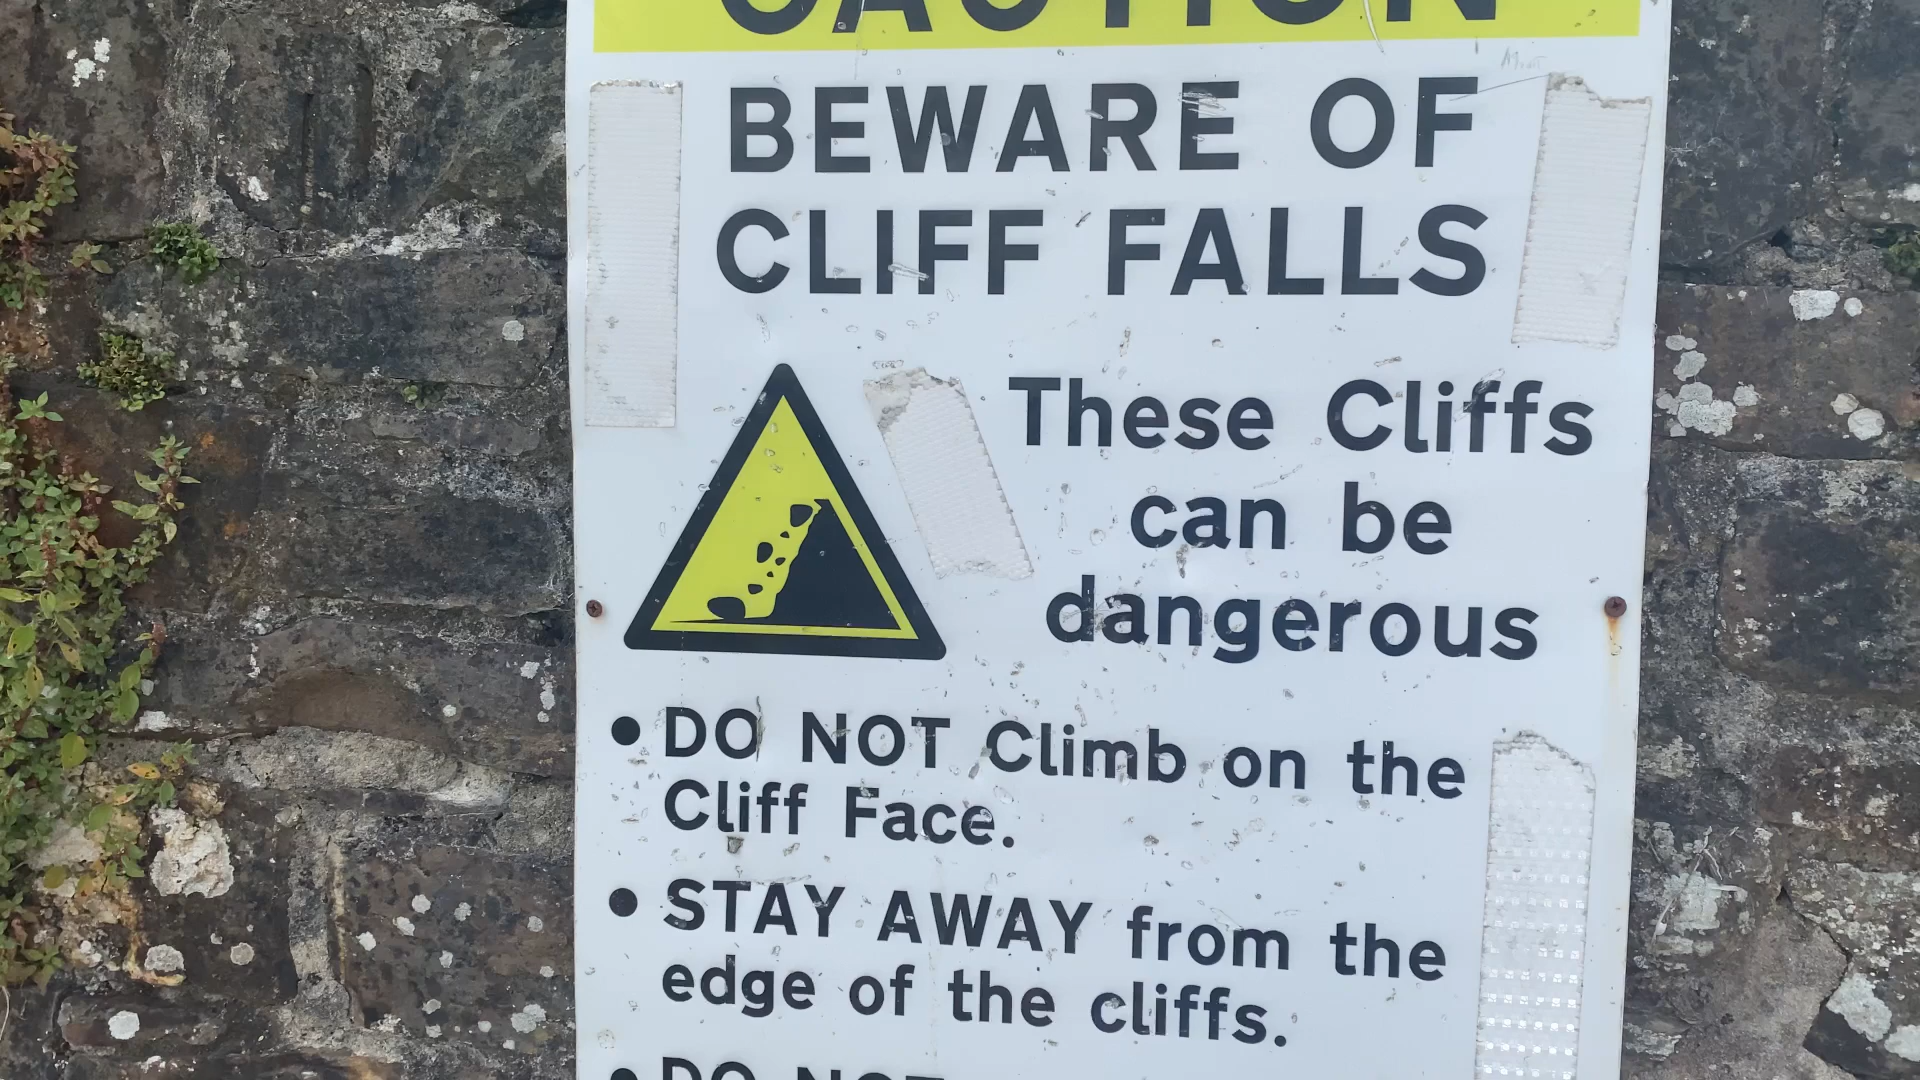 CAUTION
BEWARE OF
CLIFF FALLS
These Cliffs
can be
dangerous
• DO NOT Climb on the
Cliff Face.
• STAY AWAY from the
edge of the cliffs.
• DO NOT